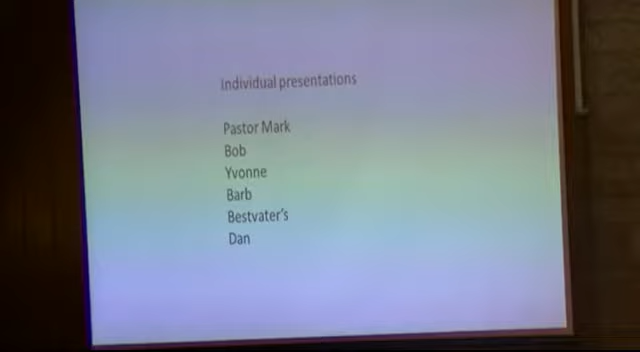 Individual presentations
Pastor Mark
Bob
Yvonne
Barb
Bestvater's
Dan